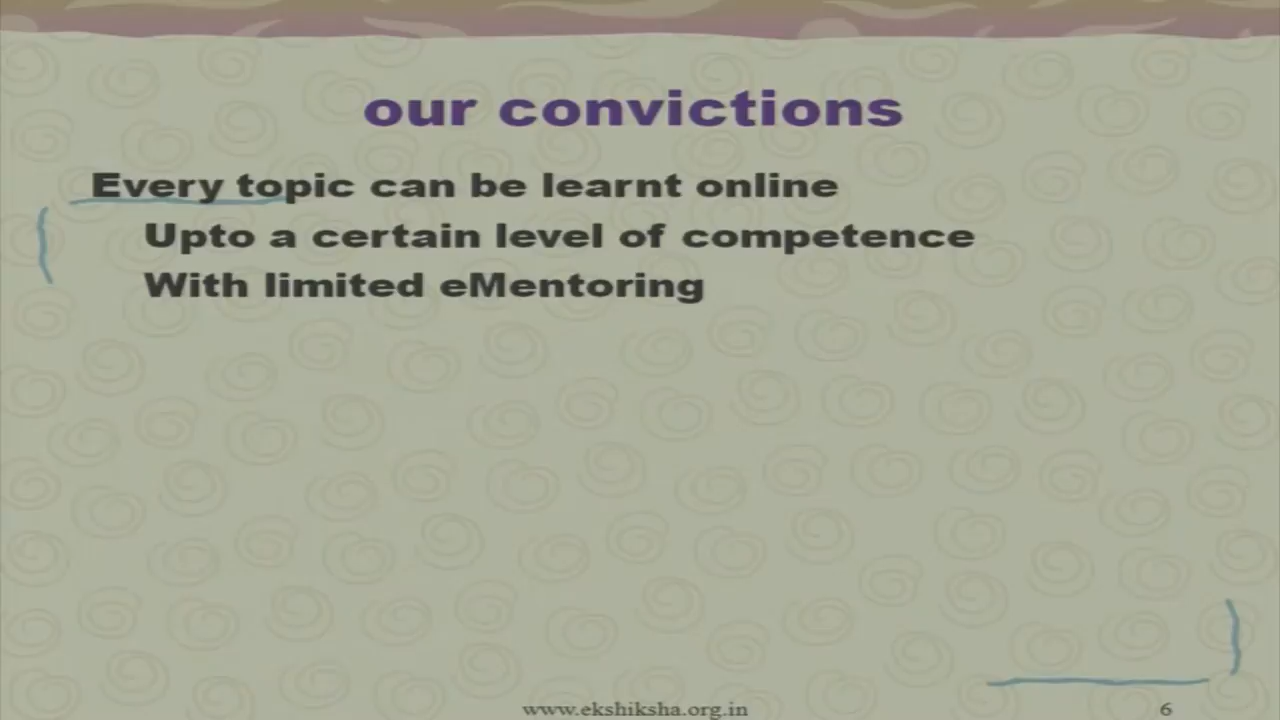 our convictions
Every topic can be learnt online
Upto a certain level of competence
With limited eMentoring
www.ekshiksha.org.in
6